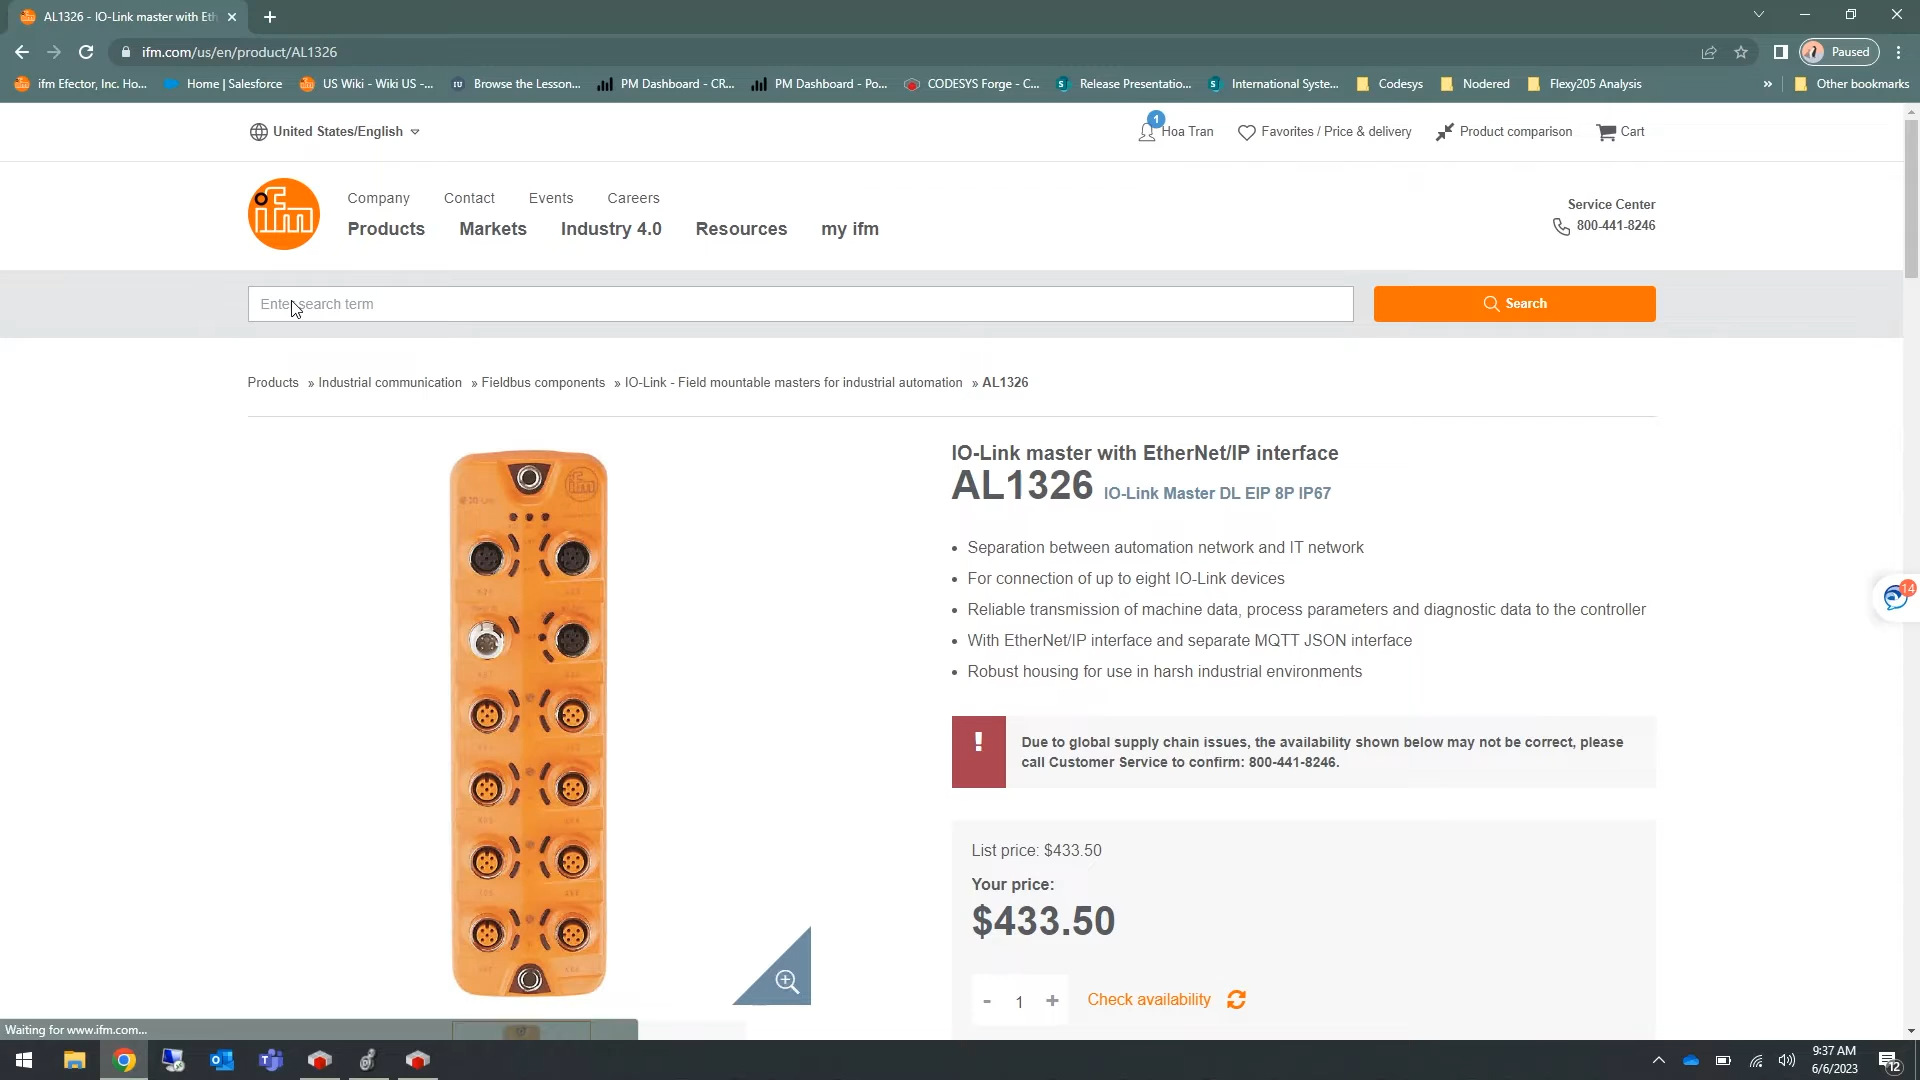 AL1326 - IO-Link master with Eth
ifm.com/us/en/product/AL1326
Paused
ifm Efector, Inc. Ho...
Home | Salesforce
US Wiki - Wiki US -...
Browse the Lesson...
PM Dashboard - CR...
PM Dashboard - Po...
CODESYS Forge - C...
Release Presentatio...
International Syste...
Codesys
Nodered
Flexy205 Analysis
»
Other bookmarks
United States/English
1
Hoa Tran
Favorites / Price & delivery
Product comparison
Cart
ifm
Company
Contact
Events
Careers
Products
Markets
Industry 4.0
Resources
my ifm
Service Center
800-441-8246
Enter search term
Search
Products » Industrial communication » Fieldbus components » IO-Link - Field mountable masters for industrial automation » AL1326
IO-Link
IO-Link master with EtherNet/IP interface
AL1326 IO-Link Master DL EIP 8P IP67
• Separation between automation network and IT network
• For connection of up to eight IO-Link devices
• Reliable transmission of machine data, process parameters and diagnostic data to the controller
• With EtherNet/IP interface and separate MQTT JSON interface
• Robust housing for use in harsh industrial environments
14
!
Due to global supply chain issues, the availability shown below may not be correct, please
call Customer Service to confirm: 800-441-8246.
List price: $433.50
Your price:
$433.50
- 1 +
Check availability
Waiting for www.ifm.com...
9:37 AM
6/6/2023
12